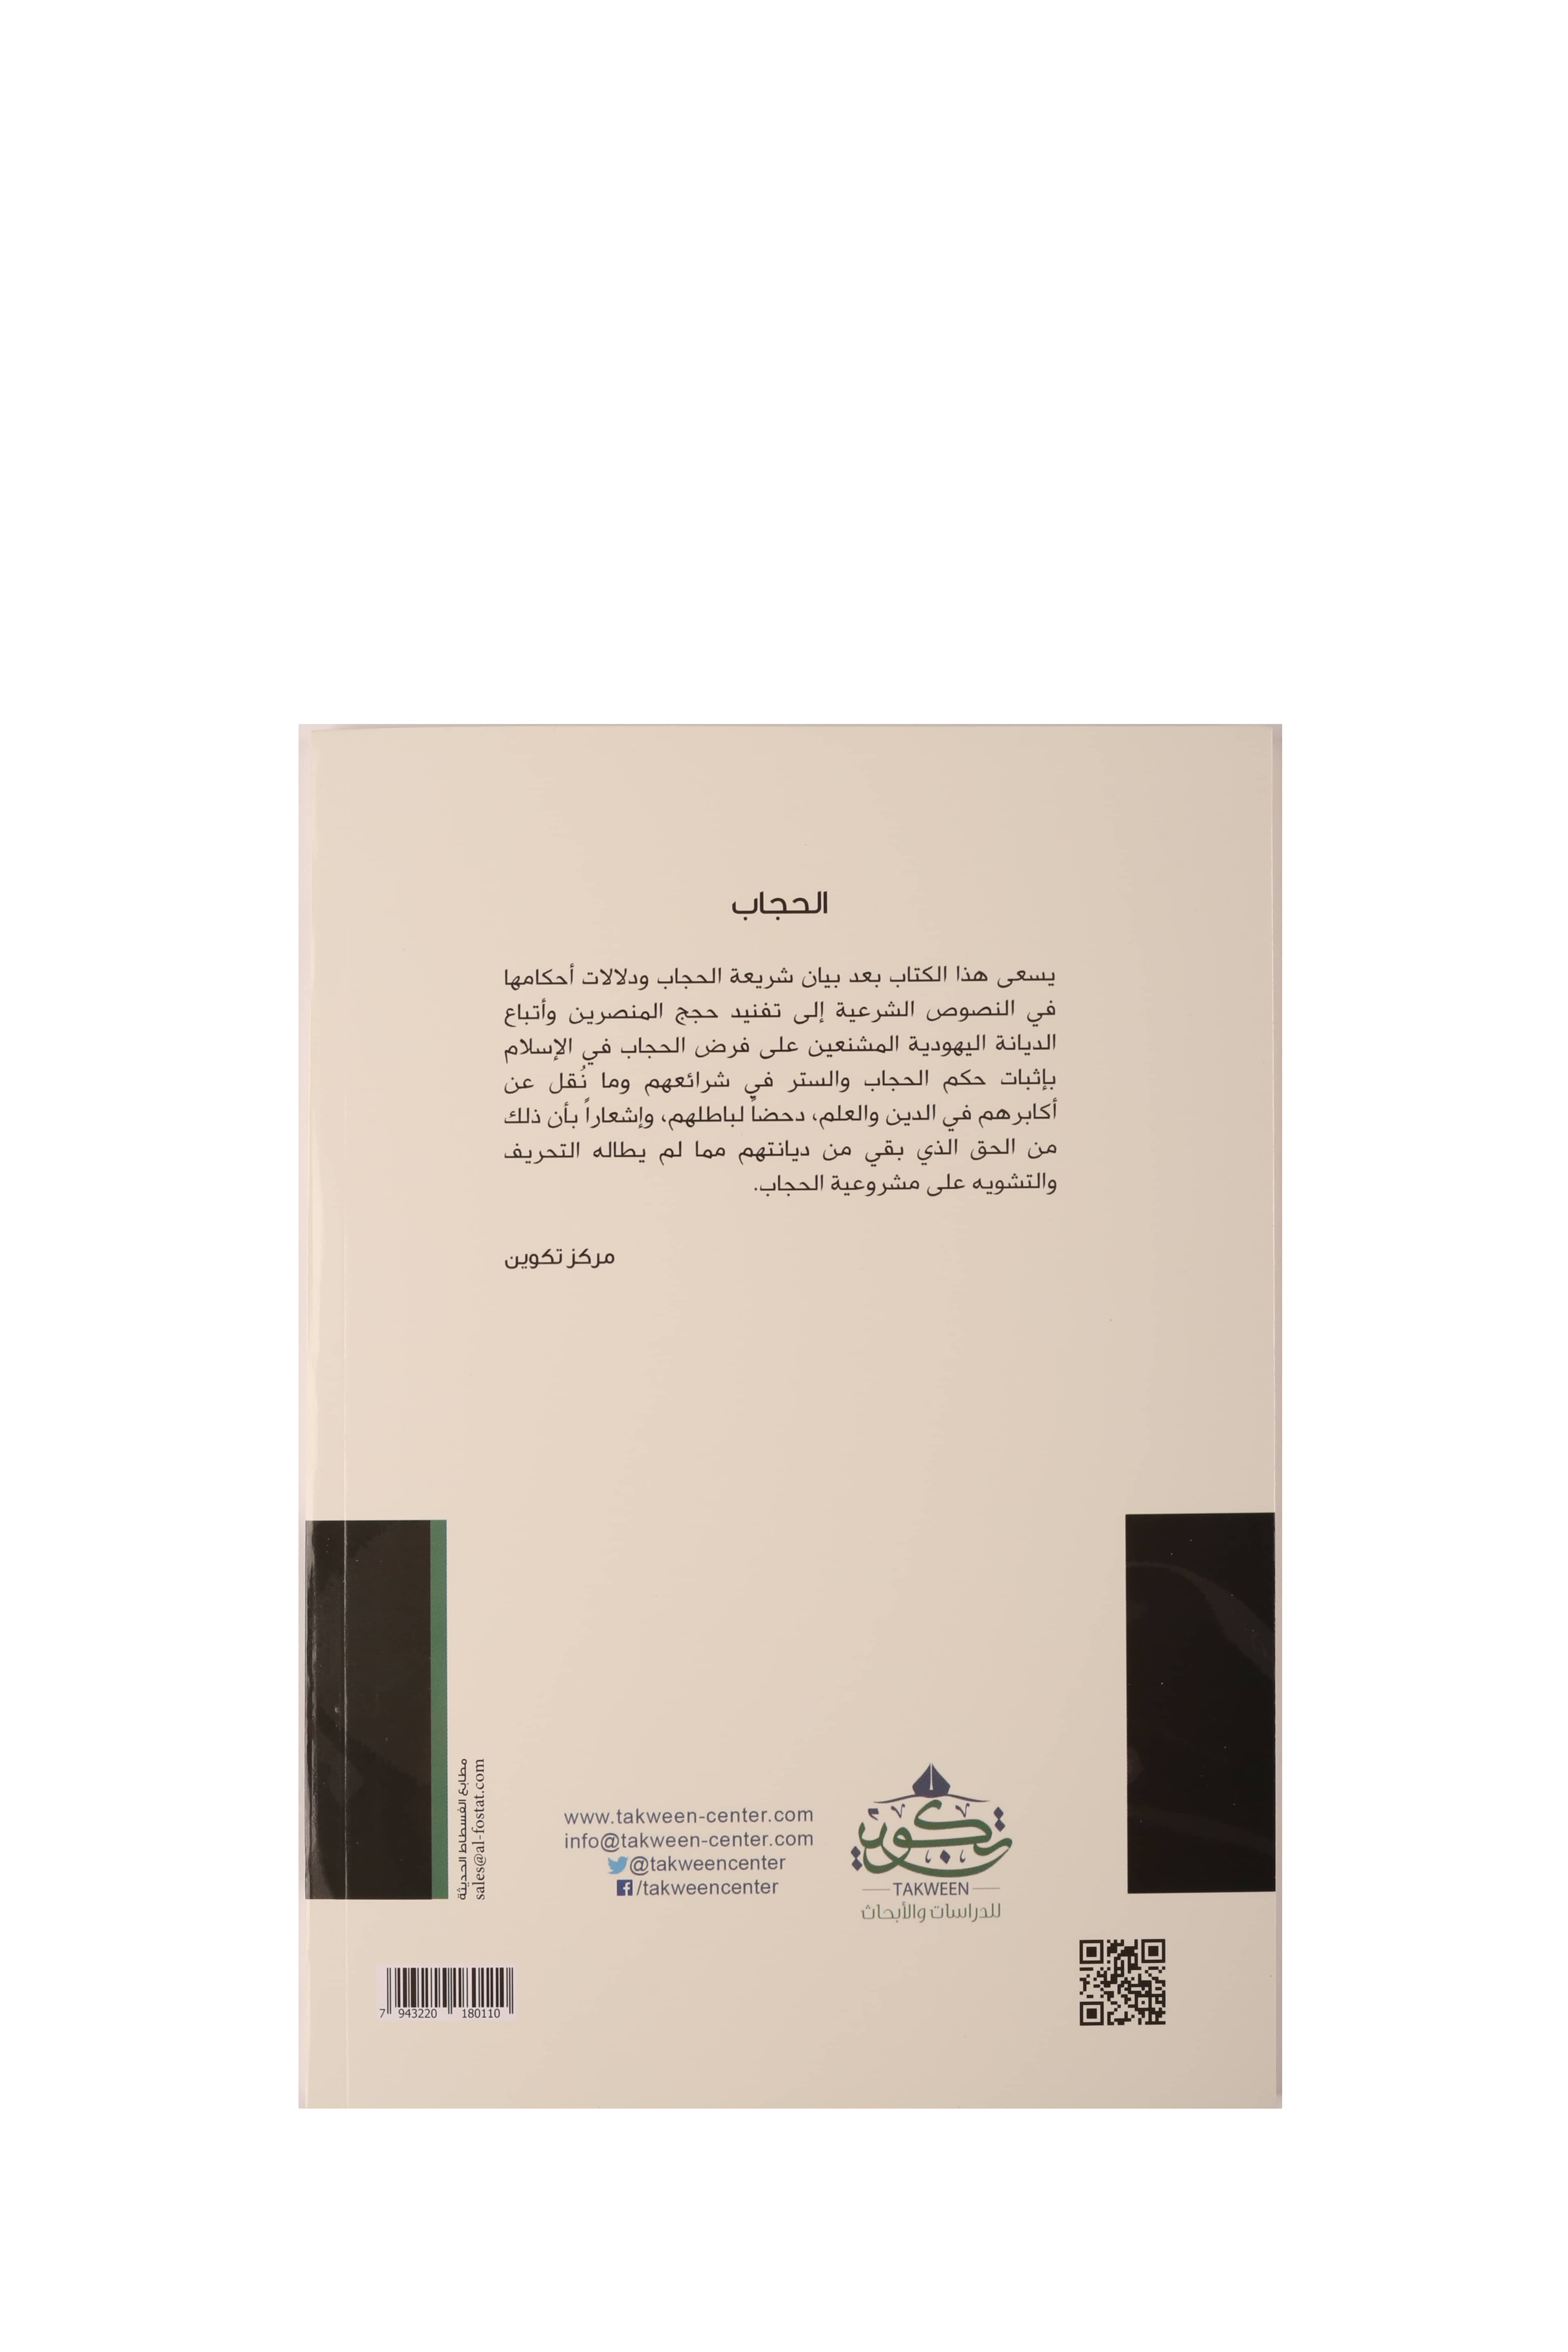 الحجاب
يسعى هذا الكتاب بعد بيان شريعة الحجاب ودلالات أحكامها
في النصوص الشرعية إلى تفنيد حجج المنصرين وأتباع
الديانة اليهودية المشنعين على فرض الحجاب في الإسلام
بإثبات حكم الحجاب والستر في شرائعهم وما نُقل عن
أكابرهم في الدين والعلم، دحضاً لباطلهم، وإشعاراً بأن ذلك
من الحق الذي بقي من ديانتهم مما لم يطاله التحريف
والتشويه على مشروعية الحجاب.
مركز تكوين
مطابع الفسطاط الحديثة
sales@al-fostat.com
www.takween-center.com
info@takween-center.com
@takweencenter
/takweencenter
تكوين
TAKWEEN
للدراسات والأبحاث
7 943220 180110